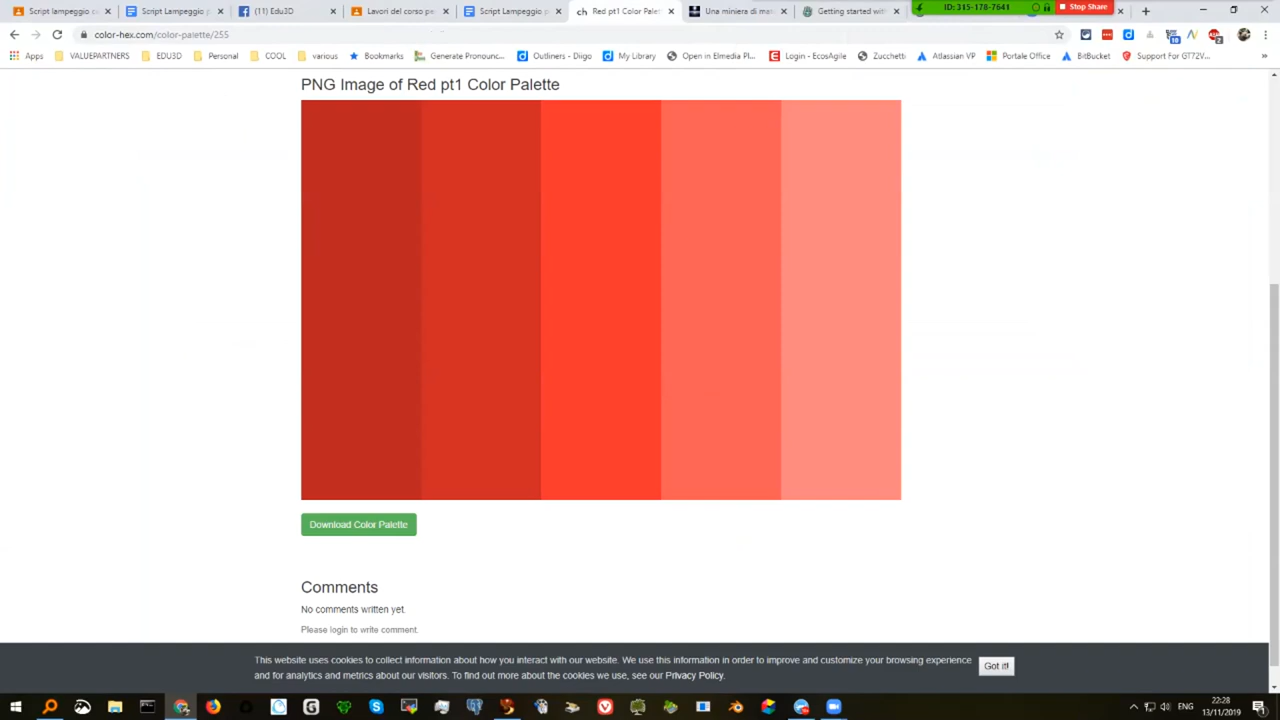 Script lampeggio c
Script Lampeggio
(11) Edu3D
Lavori del corso pe
Script Lampeggio
ch Red pt1 Color Pale
Una miniera di ma
Getting started wit
ID: 315-178-7641
Stop Share
color-hex.com/color-palette/255
Apps
VALUEPARTNERS
EDU3D
Personal
COOL
various
Bookmarks
Generate Pronounc...
Outliners - Diigo
My Library
Open in Elmedia Pl...
Login - EcosAgile
Zucchetti
Atlassian VP
Portale Office
BitBucket
Support For GT72V...
»
PNG Image of Red pt1 Color Palette
Download Color Palette
Comments
No comments written yet.
Please login to write comment.
This website uses cookies to collect information about how you interact with our website. We use this information in order to improve and customize your browsing experience
and for analytics and metrics about our visitors. To find out more about the cookies we use, see our Privacy Policy.
Got it!
ENG
22:28
13/11/2019